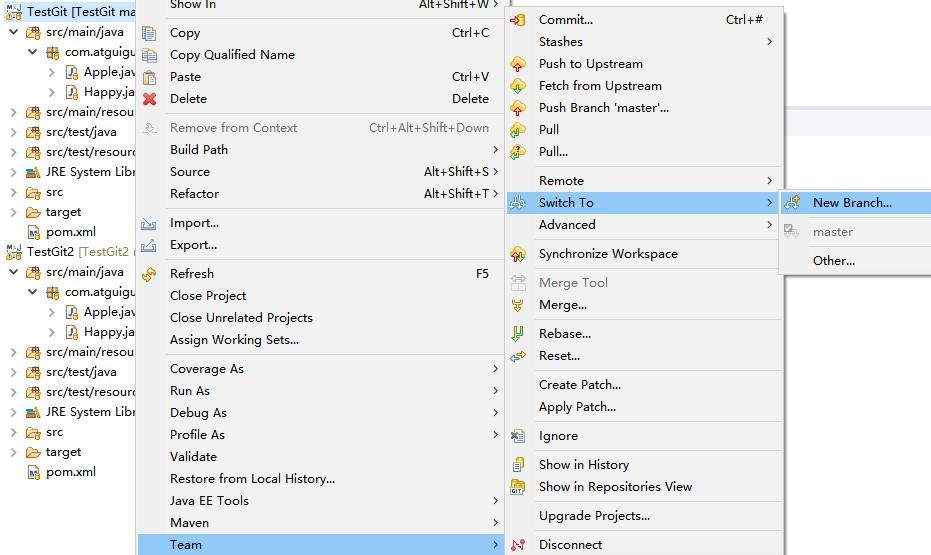 TestGit [TestGit ma
src/main/java
com.atguigu
Apple.jav
Happy.ja
src/main/resou
src/test/java
src/test/resourc
JRE System Libr
src
target
pom.xml
TestGit2 [TestGit2 r
src/main/java
com.atguigu
Apple.jav
Happy.ja
src/main/resou
src/test/java
src/test/resourc
JRE System Libr
src
target
pom.xml
Show In Alt+Shift+W >
Copy Ctrl+C
Copy Qualified Name
Paste Ctrl+V
Delete Delete
Remove from Context Ctrl+Alt+Shift+Down
Build Path >
Source Alt+Shift+S >
Refactor Alt+Shift+T >
Import...
Export...
Refresh F5
Close Project
Close Unrelated Projects
Assign Working Sets...
Coverage As >
Run As >
Debug As >
Profile As >
Validate
Restore from Local History...
Java EE Tools >
Maven >
Team >
Commit... Ctrl+#
Stashes >
Push to Upstream
Fetch from Upstream
Push Branch 'master'...
Pull
Pull...
Remote >
Switch To >
Advanced >
Synchronize Workspace
Merge Tool
Merge...
Rebase...
Reset...
Create Patch...
Apply Patch...
Ignore
Show in History
GIT Show in Repositories View
Upgrade Projects...
Disconnect
New Branch...
master
Other...